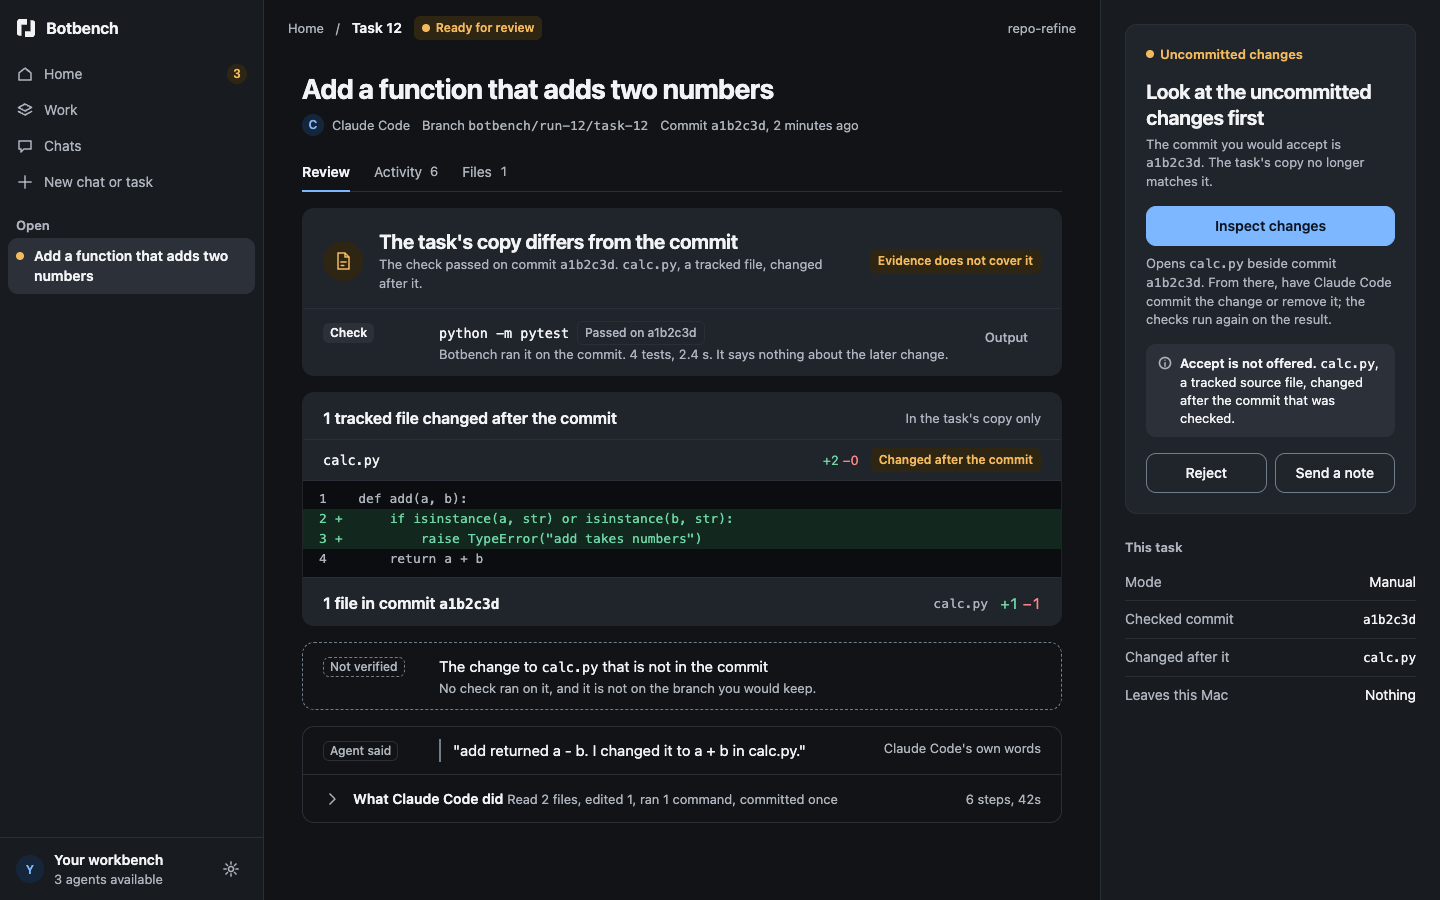 Botbench
Home 3
Work
Chats
New chat or task
Open
Add a function that adds two
numbers
Your workbench
3 agents available
Y
Home / Task 12 Ready for review repo-refine
Add a function that adds two numbers
C Claude Code Branch botbench/run-12/task-12 Commit a1b2c3d, 2 minutes ago
Review Activity 6 Files 1
The task's copy differs from the commit
The check passed on commit a1b2c3d. calc.py, a tracked file, changed
after it.
Evidence does not cover it
Check python -m pytest Passed on a1b2c3d Output
Botbench ran it on the commit. 4 tests, 2.4 s. It says nothing about the later change.
1 tracked file changed after the commit In the task's copy only
calc.py +2 −0 Changed after the commit
1 def add(a, b):
2 + if isinstance(a, str) or isinstance(b, str):
3 + raise TypeError("add takes numbers")
4 return a + b
1 file in commit a1b2c3d calc.py +1 −1
Not verified The change to calc.py that is not in the commit
No check ran on it, and it is not on the branch you would keep.
Agent said "add returned a - b. I changed it to a + b in calc.py." Claude Code's own words
What Claude Code did Read 2 files, edited 1, ran 1 command, committed once 6 steps, 42s
Uncommitted changes
Look at the uncommitted
changes first
The commit you would accept is
a1b2c3d. The task's copy no longer
matches it.
Inspect changes
Opens calc.py beside commit
a1b2c3d. From there, have Claude Code
commit the change or remove it; the
checks run again on the result.
Accept is not offered. calc.py,
a tracked source file, changed
after the commit that was
checked.
Reject Send a note
This task
Mode Manual
Checked commit a1b2c3d
Changed after it calc.py
Leaves this Mac Nothing